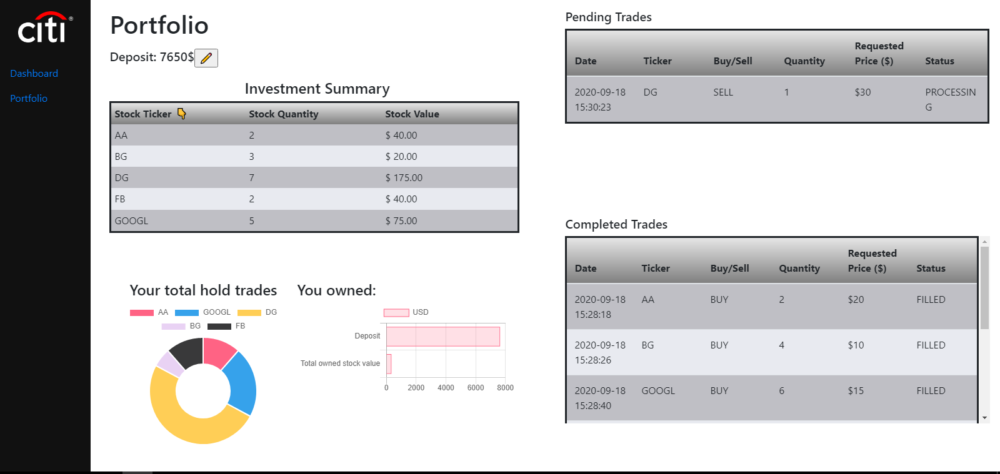 citi®
Dashboard
Portfolio
Portfolio
Deposit: 7650$
Investment Summary
Stock Ticker Stock Quantity Stock Value
AA 2 $ 40.00
BG 3 $ 20.00
DG 7 $ 175.00
FB 2 $ 40.00
GOOGL 5 $ 75.00
Your total hold trades
AA GOOGL DG
BG FB
You owned:
USD
Deposit
Total owned stock value
0 2000 4000 6000 8000
Pending Trades
Requested
Date Ticker Buy/Sell Quantity Price ($) Status
2020-09-18 DG SELL 1 $30 PROCESSIN
15:30:23 G
Completed Trades
Requested
Date Ticker Buy/Sell Quantity Price ($) Status
2020-09-18 AA BUY 2 $20 FILLED
15:28:18
2020-09-18 BG BUY 4 $10 FILLED
15:28:26
2020-09-18 GOOGL BUY 6 $15 FILLED
15:28:40